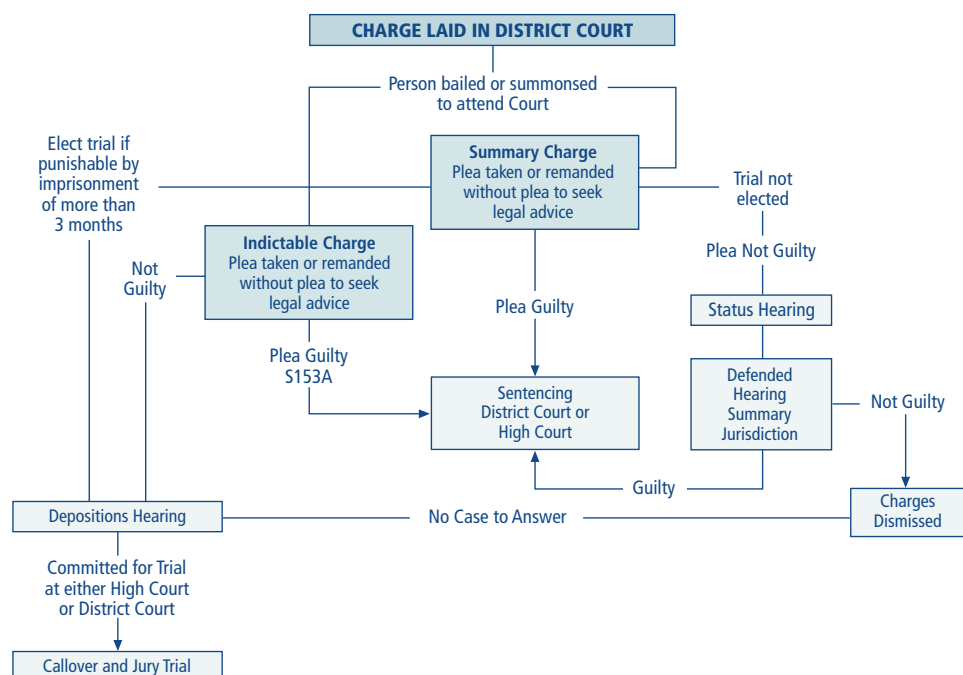 CHARGE LAID IN DISTRICT COURT
Person bailed or summonsed
to attend Court
Elect trial if
punishable by
imprisonment
of more than
3 months
Summary Charge
Plea taken or remanded
without plea to seek
legal advice
Trial not
elected
Indictable Charge
Plea taken or remanded
without plea to seek
legal advice
Not
Guilty
Plea Not Guilty
Plea Guilty
Status Hearing
Plea Guilty
S153A
Sentencing
District Court or
High Court
Defended
Hearing
Summary
Jurisdiction
Not Guilty
Guilty
Depositions Hearing
No Case to Answer
Charges
Dismissed
Committed for Trial
at either High Court
or District Court
Callover and Jury Trial